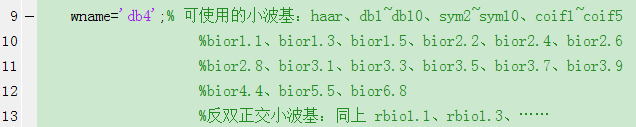 9 wname='db4';% 可使用的小波基：haar、db1~db10、sym2~sym10、coif1~coif5
10 %bior1.1、bior1.3、bior1.5、bior2.2、bior2.4、bior2.6
11 %bior2.8、bior3.1、bior3.3、bior3.5、bior3.7、bior3.9
12 %bior4.4、bior5.5、bior6.8
13 %反双正交小波基：同上 rbio1.1、rbio1.3、……